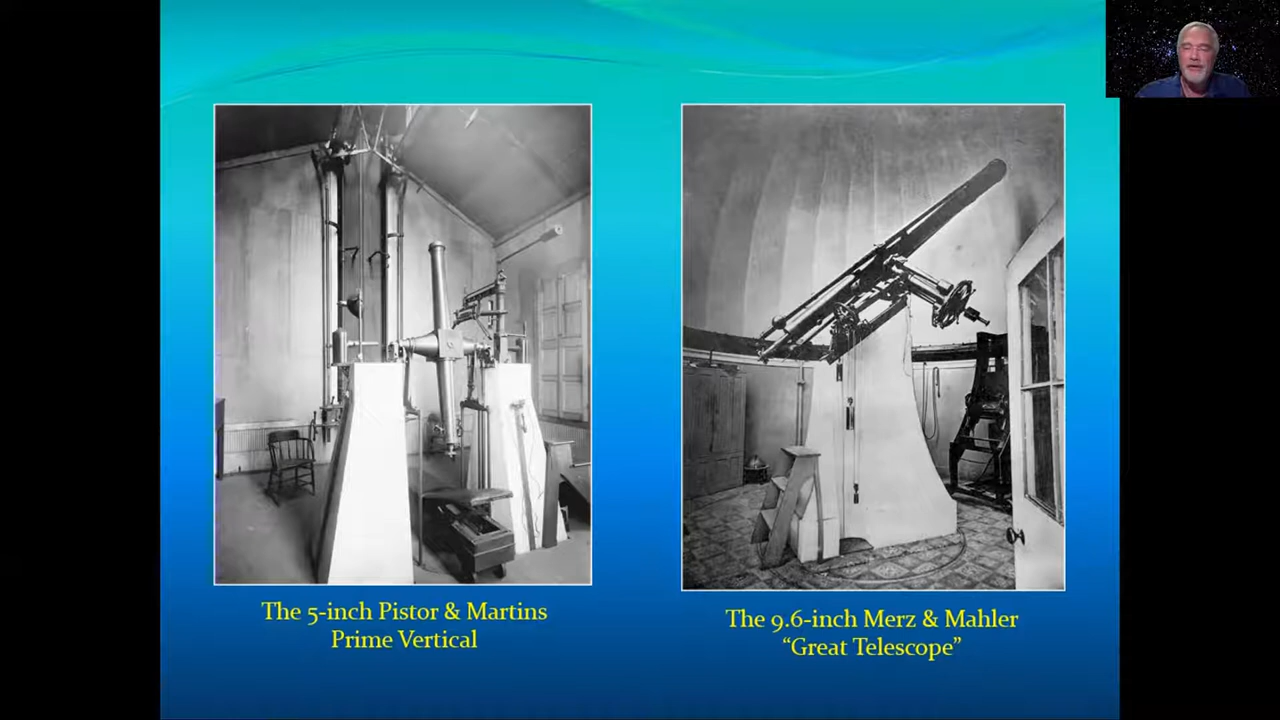 The 5-inch Pistor & Martins
Prime Vertical
The 9.6-inch Merz & Mahler
“Great Telescope”